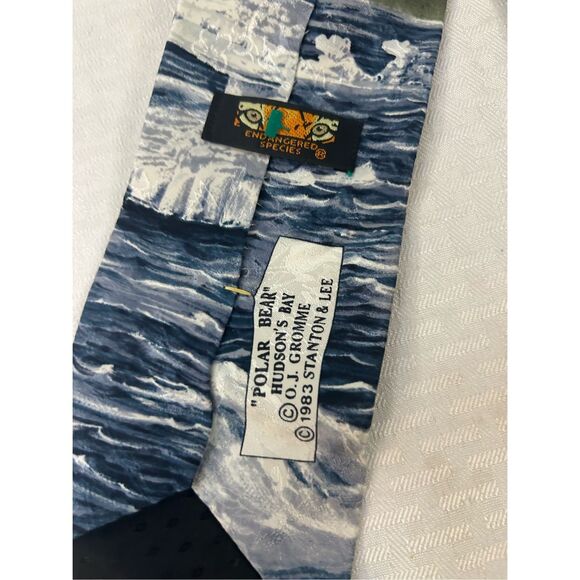 ENDANGERED
SPECIES®
"POLAR BEAR"
HUDSON'S BAY
© O.J. GROMME
© 1983 STANTON & LEE